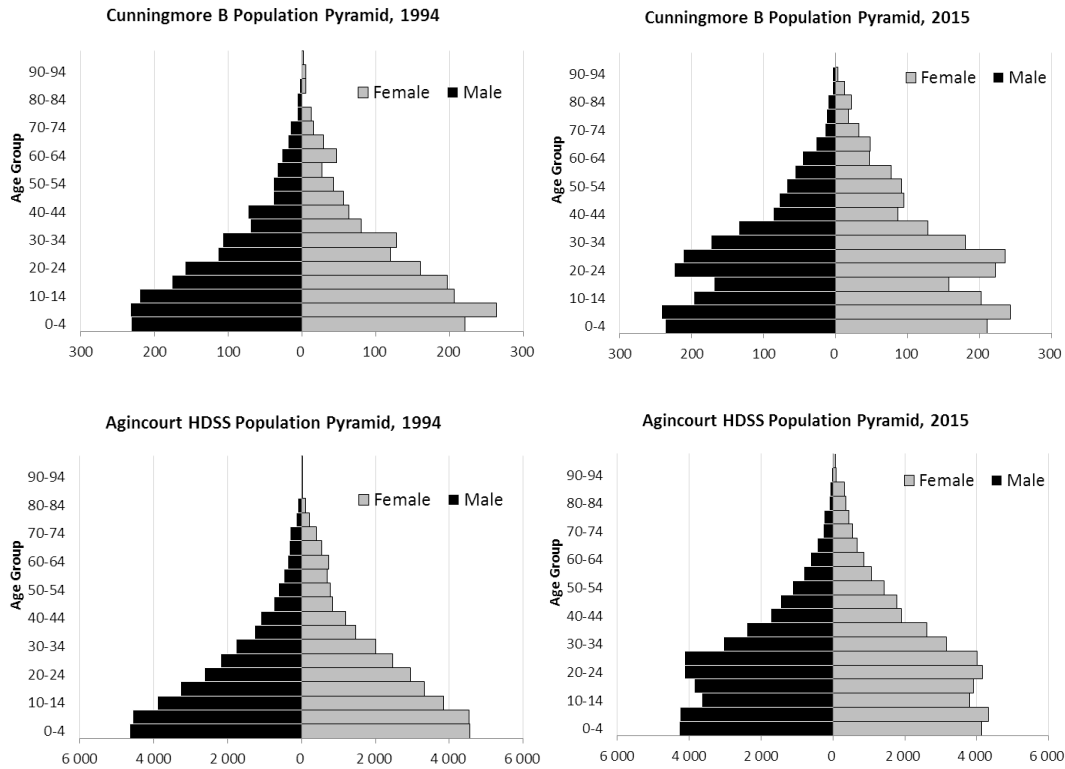 Cunningmore B Population Pyramid, 1994
Age Group
90-94
80-84
70-74
60-64
50-54
40-44
30-34
20-24
10-14
0-4
Female Male
300 200 100 0 100 200 300
Cunningmore B Population Pyramid, 2015
Age Group
90-94
80-84
70-74
60-64
50-54
40-44
30-34
20-24
10-14
0-4
Female Male
300 200 100 0 100 200 300
Agincourt HDSS Population Pyramid, 1994
Age Group
90-94
80-84
70-74
60-64
50-54
40-44
30-34
20-24
10-14
0-4
Female Male
6 000 4 000 2 000 0 2 000 4 000 6 000
Agincourt HDSS Population Pyramid, 2015
Age Group
90-94
80-84
70-74
60-64
50-54
40-44
30-34
20-24
10-14
0-4
Female Male
6 000 4 000 2 000 0 2 000 4 000 6 000